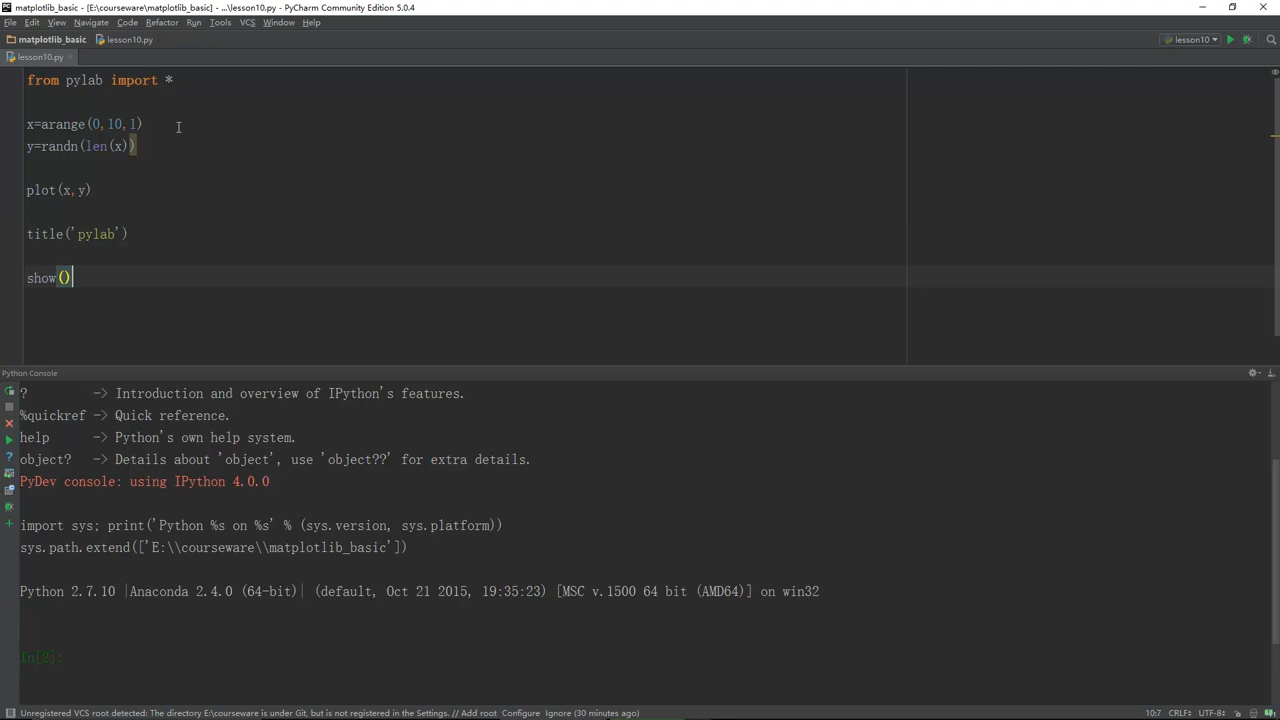 matplotlib_basic - [E:\courseware\matplotlib_basic] - ...\lesson10.py - PyCharm Community Edition 5.0.4
File Edit View Navigate Code Refactor Run Tools VCS Window Help
matplotlib_basic lesson10.py lesson10
lesson10.py
from pylab import *
x=arange(0,10,1)
y=randn(len(x))
plot(x,y)
title('pylab')
show()
Python Console
? -> Introduction and overview of IPython's features.
%quickref -> Quick reference.
help -> Python's own help system.
object? -> Details about 'object', use 'object??' for extra details.
PyDev console: using IPython 4.0.0
import sys; print('Python %s on %s' % (sys.version, sys.platform))
sys.path.extend(['E:\\courseware\\matplotlib_basic'])
Python 2.7.10 |Anaconda 2.4.0 (64-bit)| (default, Oct 21 2015, 19:35:23) [MSC v.1500 64 bit (AMD64)] on win32
In[2]:
Unregistered VCS root detected: The directory E:\courseware is under Git, but is not registered in the Settings. // Add root Configure Ignore (30 minutes ago) 10:7 CRLF÷ UTF-8÷